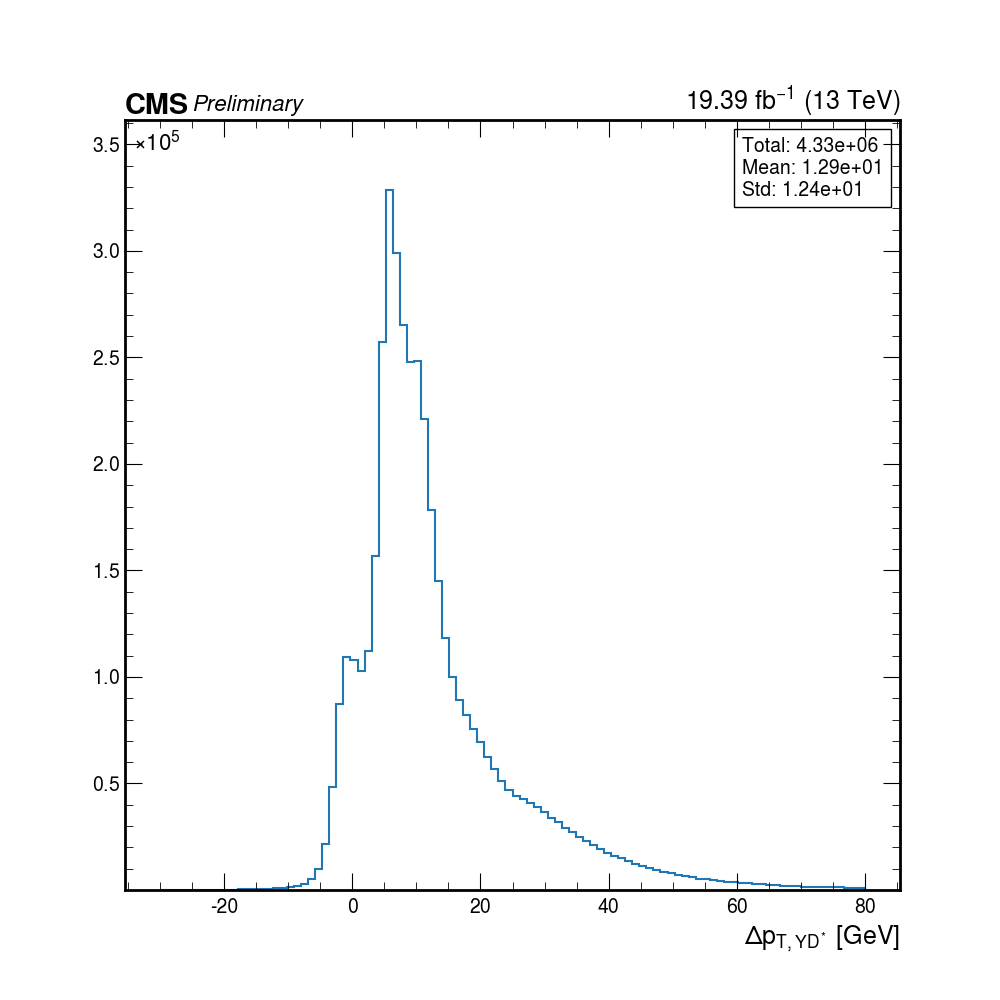 CMS Preliminary
19.39 fb⁻¹ (13 TeV)
×10⁵
Total: 4.33e+06
Mean: 1.29e+01
Std: 1.24e+01
3.5
3.0
2.5
2.0
1.5
1.0
0.5
-20 0 20 40 60 80
Δp_{T, YD*} [GeV]